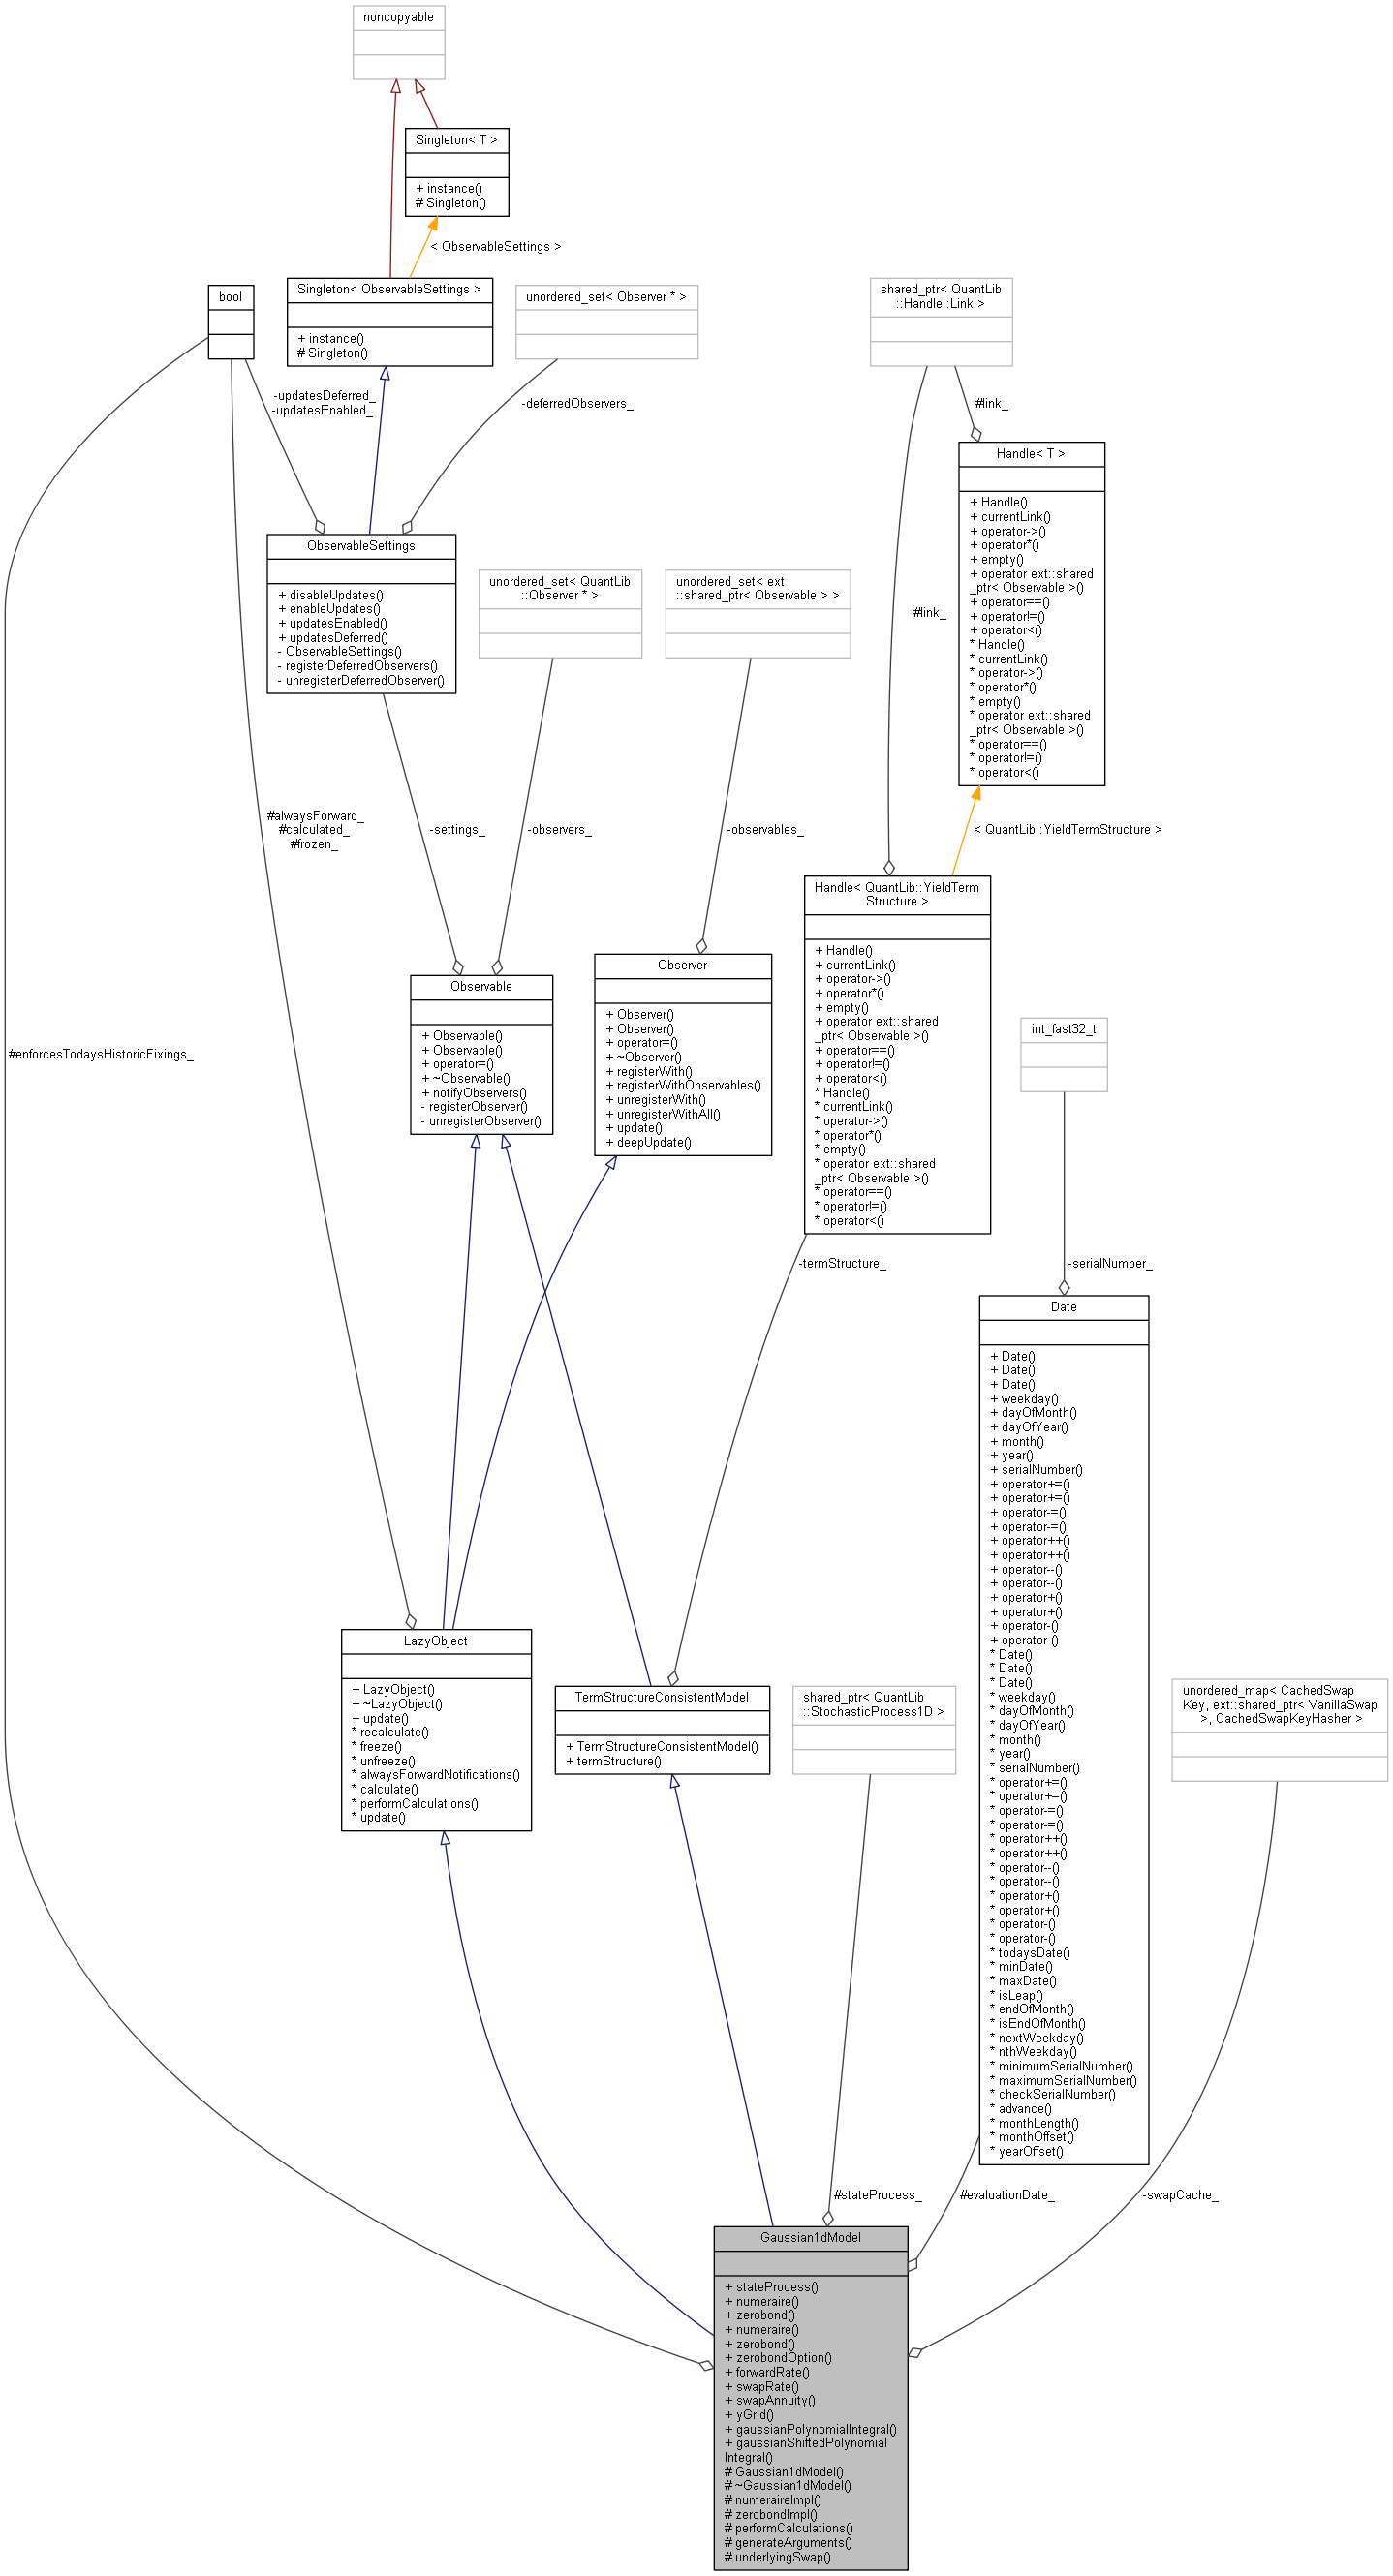 noncopyable
Singleton< T >
+ instance()
# Singleton()
< ObservableSettings >
bool
Singleton< ObservableSettings >
+ instance()
# Singleton()
unordered_set< Observer * >
shared_ptr< QuantLib
::Handle::Link >
-updatesDeferred_
-updatesEnabled_
-deferredObservers_
#link_
Handle< T >
+ Handle()
+ currentLink()
+ operator->()
+ operator*()
+ empty()
+ operator ext::shared
_ptr< Observable >()
+ operator==()
+ operator!=()
+ operator<()
* Handle()
* currentLink()
* operator->()
* operator*()
* empty()
* operator ext::shared
_ptr< Observable >()
* operator==()
* operator!=()
* operator<()
ObservableSettings
+ disableUpdates()
+ enableUpdates()
+ updatesEnabled()
+ updatesDeferred()
- ObservableSettings()
- registerDeferredObservers()
- unregisterDeferredObserver()
unordered_set< QuantLib
::Observer * >
unordered_set< ext
::shared_ptr< Observable > >
#link_
#alwaysForward_
#calculated_
#frozen_
-settings_
-observers_
-observables_
< QuantLib::YieldTermStructure >
Handle< QuantLib::YieldTerm
Structure >
+ Handle()
+ currentLink()
+ operator->()
+ operator*()
+ empty()
+ operator ext::shared
_ptr< Observable >()
+ operator==()
+ operator!=()
+ operator<()
* Handle()
* currentLink()
* operator->()
* operator*()
* empty()
* operator ext::shared
_ptr< Observable >()
* operator==()
* operator!=()
* operator<()
Observable
+ Observable()
+ Observable()
+ operator=()
+ ~Observable()
+ notifyObservers()
- registerObserver()
- unregisterObserver()
Observer
+ Observer()
+ Observer()
+ operator=()
+ ~Observer()
+ registerWith()
+ registerWithObservables()
+ unregisterWith()
+ unregisterWithAll()
+ update()
+ deepUpdate()
int_fast32_t
#enforcesTodaysHistoricFixings_
-termStructure_
-serialNumber_
Date
+ Date()
+ Date()
+ Date()
+ weekday()
+ dayOfMonth()
+ dayOfYear()
+ month()
+ year()
+ serialNumber()
+ operator+=()
+ operator+=()
+ operator-=()
+ operator-=()
+ operator++()
+ operator++()
+ operator--()
+ operator--()
+ operator+()
+ operator+()
+ operator-()
+ operator-()
* Date()
* Date()
* Date()
* weekday()
* dayOfMonth()
* dayOfYear()
* month()
* year()
* serialNumber()
* operator+=()
* operator+=()
* operator-=()
* operator-=()
* operator++()
* operator++()
* operator--()
* operator--()
* operator+()
* operator+()
* operator-()
* operator-()
* todaysDate()
* minDate()
* maxDate()
* isLeap()
* endOfMonth()
* isEndOfMonth()
* nextWeekday()
* nthWeekday()
* minimumSerialNumber()
* maximumSerialNumber()
* checkSerialNumber()
* advance()
* monthLength()
* monthOffset()
* yearOffset()
LazyObject
+ LazyObject()
+ ~LazyObject()
+ update()
* recalculate()
* freeze()
* unfreeze()
* alwaysForwardNotifications()
* calculate()
* performCalculations()
* update()
TermStructureConsistentModel
+ TermStructureConsistentModel()
+ termStructure()
shared_ptr< QuantLib
::StochasticProcess1D >
unordered_map< CachedSwap
Key, ext::shared_ptr< VanillaSwap
>, CachedSwapKeyHasher >
#stateProcess_
#evaluationDate_
-swapCache_
Gaussian1dModel
+ stateProcess()
+ numeraire()
+ zerobond()
+ numeraire()
+ zerobond()
+ zerobondOption()
+ forwardRate()
+ swapRate()
+ swapAnnuity()
+ yGrid()
+ gaussianPolynomialIntegral()
+ gaussianShiftedPolynomial
Integral()
# Gaussian1dModel()
# ~Gaussian1dModel()
# numeraireImpl()
# zerobondImpl()
# performCalculations()
# generateArguments()
# underlyingSwap()